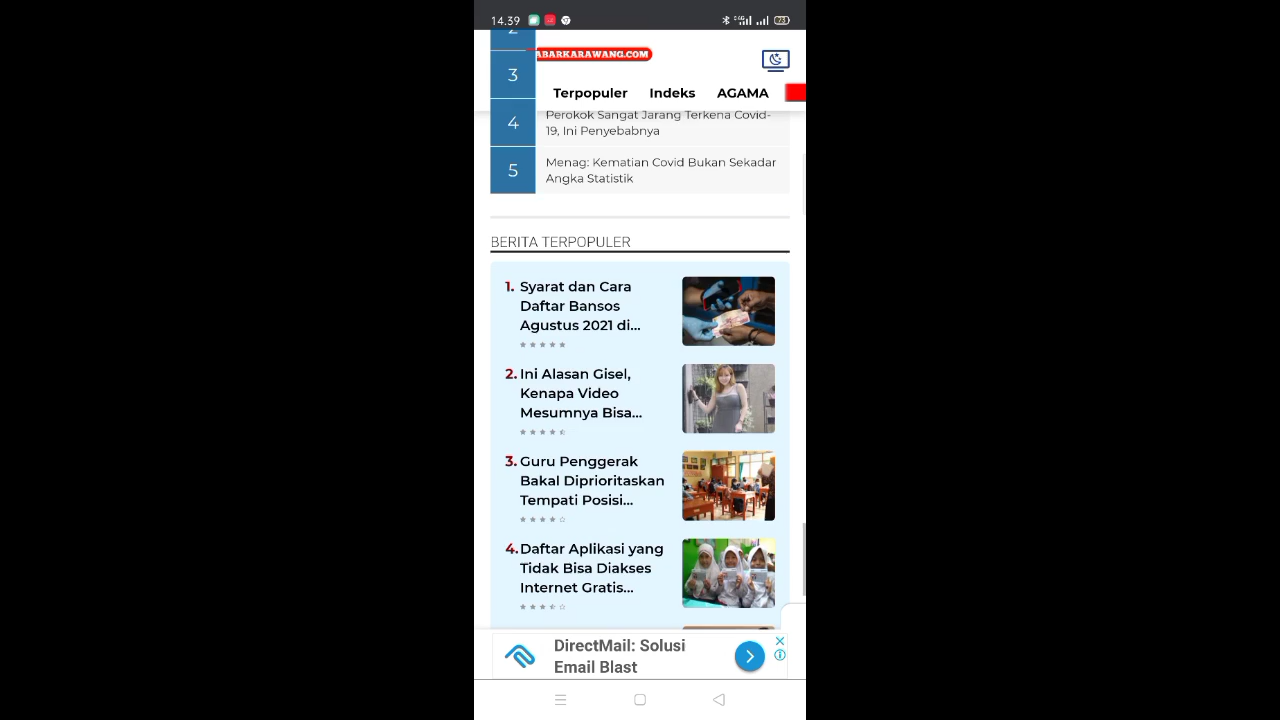 14.39
73
2
ABARKARAWANG.COM
3
Terpopuler Indeks AGAMA
4
Perokok Sangat Jarang Terkena Covid-
19, Ini Penyebabnya
5
Menag: Kematian Covid Bukan Sekadar
Angka Statistik
BERITA TERPOPULER
1. Syarat dan Cara
Daftar Bansos
Agustus 2021 di...
2. Ini Alasan Gisel,
Kenapa Video
Mesumnya Bisa...
3. Guru Penggerak
Bakal Diprioritaskan
Tempati Posisi...
4. Daftar Aplikasi yang
Tidak Bisa Diakses
Internet Gratis...
DirectMail: Solusi
Email Blast